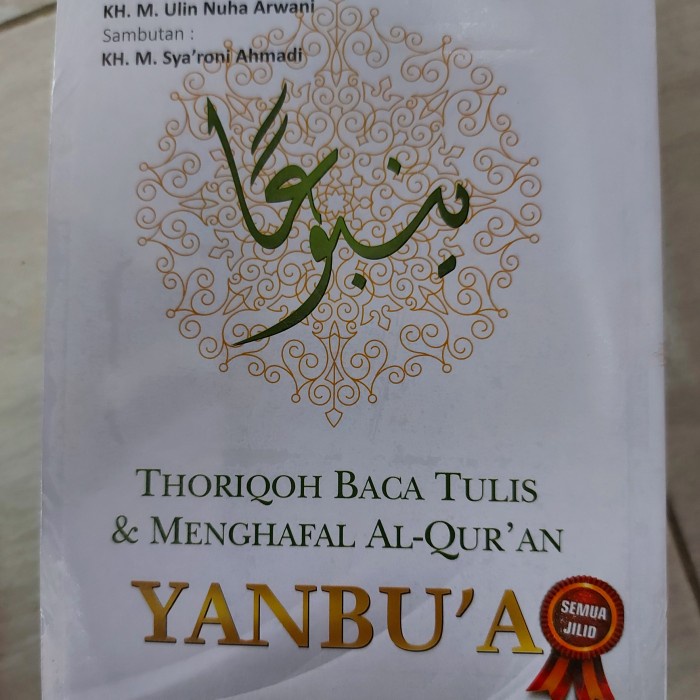 KH. M. Ulin Nuha Arwani
Sambutan :
KH. M. Sya'roni Ahmadi
ينبوعا
THORIQOH BACA TULIS
& MENGHAFAL AL-QUR'AN
YANBU'A
SEMUA
JILID